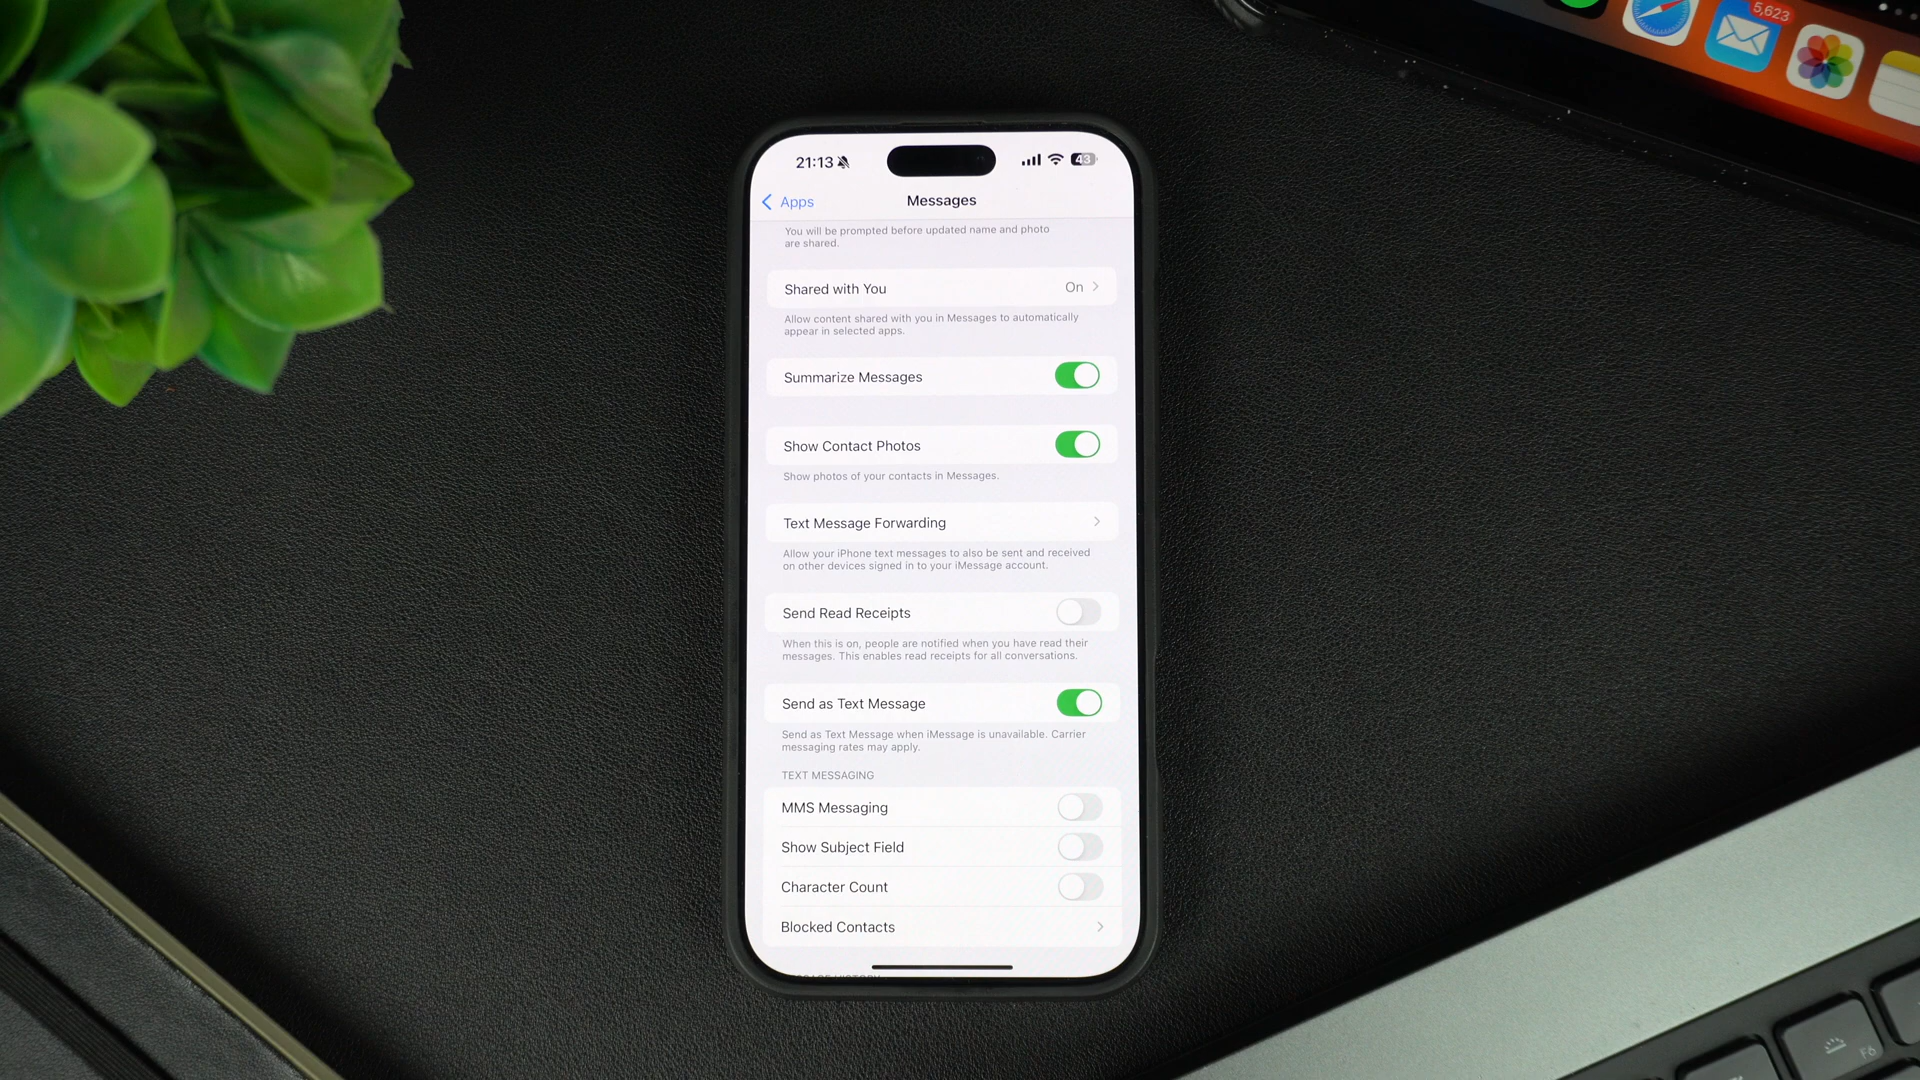 5,623
21:13
43
Apps
Messages
You will be prompted before updated name and photo
are shared.
Shared with You
On
Allow content shared with you in Messages to automatically
appear in selected apps.
Summarize Messages
Show Contact Photos
Show photos of your contacts in Messages.
Text Message Forwarding
Allow your iPhone text messages to also be sent and received
on other devices signed in to your iMessage account.
Send Read Receipts
When this is on, people are notified when you have read their
messages. This enables read receipts for all conversations.
Send as Text Message
Send as Text Message when iMessage is unavailable. Carrier
messaging rates may apply.
TEXT MESSAGING
MMS Messaging
Show Subject Field
Character Count
Blocked Contacts
F6